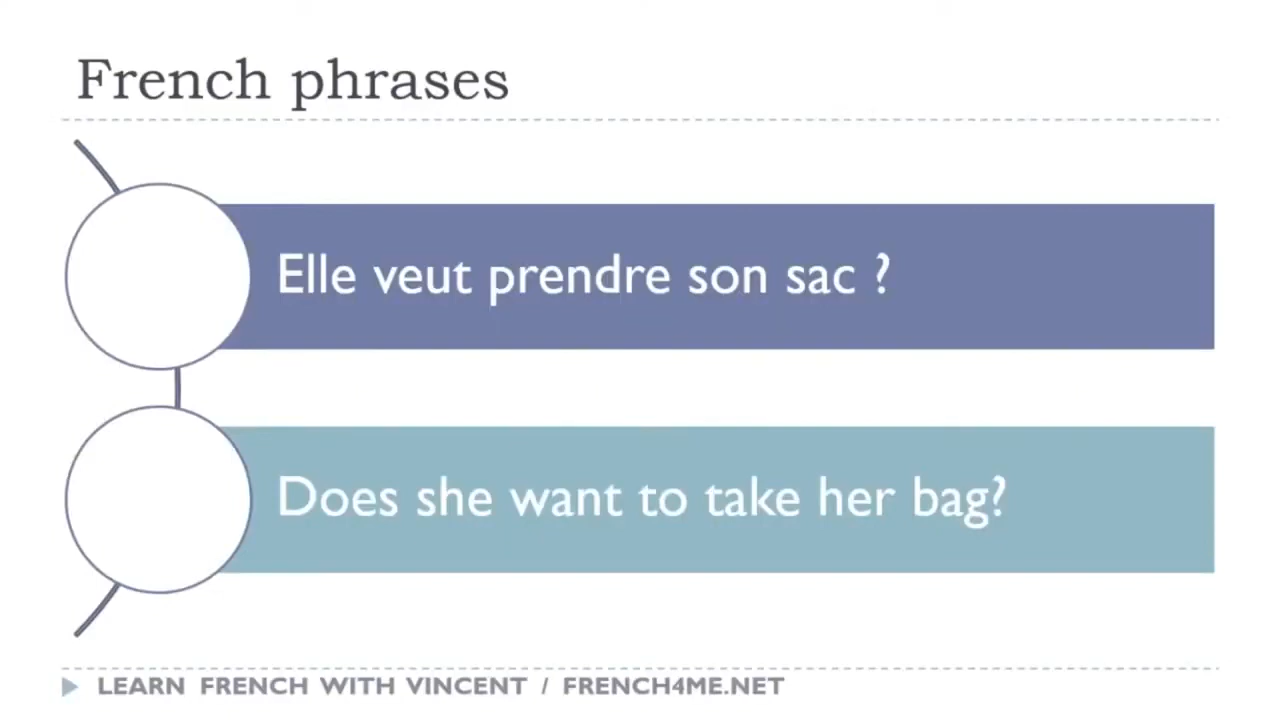 French phrases
Elle veut prendre son sac ?
Does she want to take her bag?
LEARN FRENCH WITH VINCENT / FRENCH4ME.NET